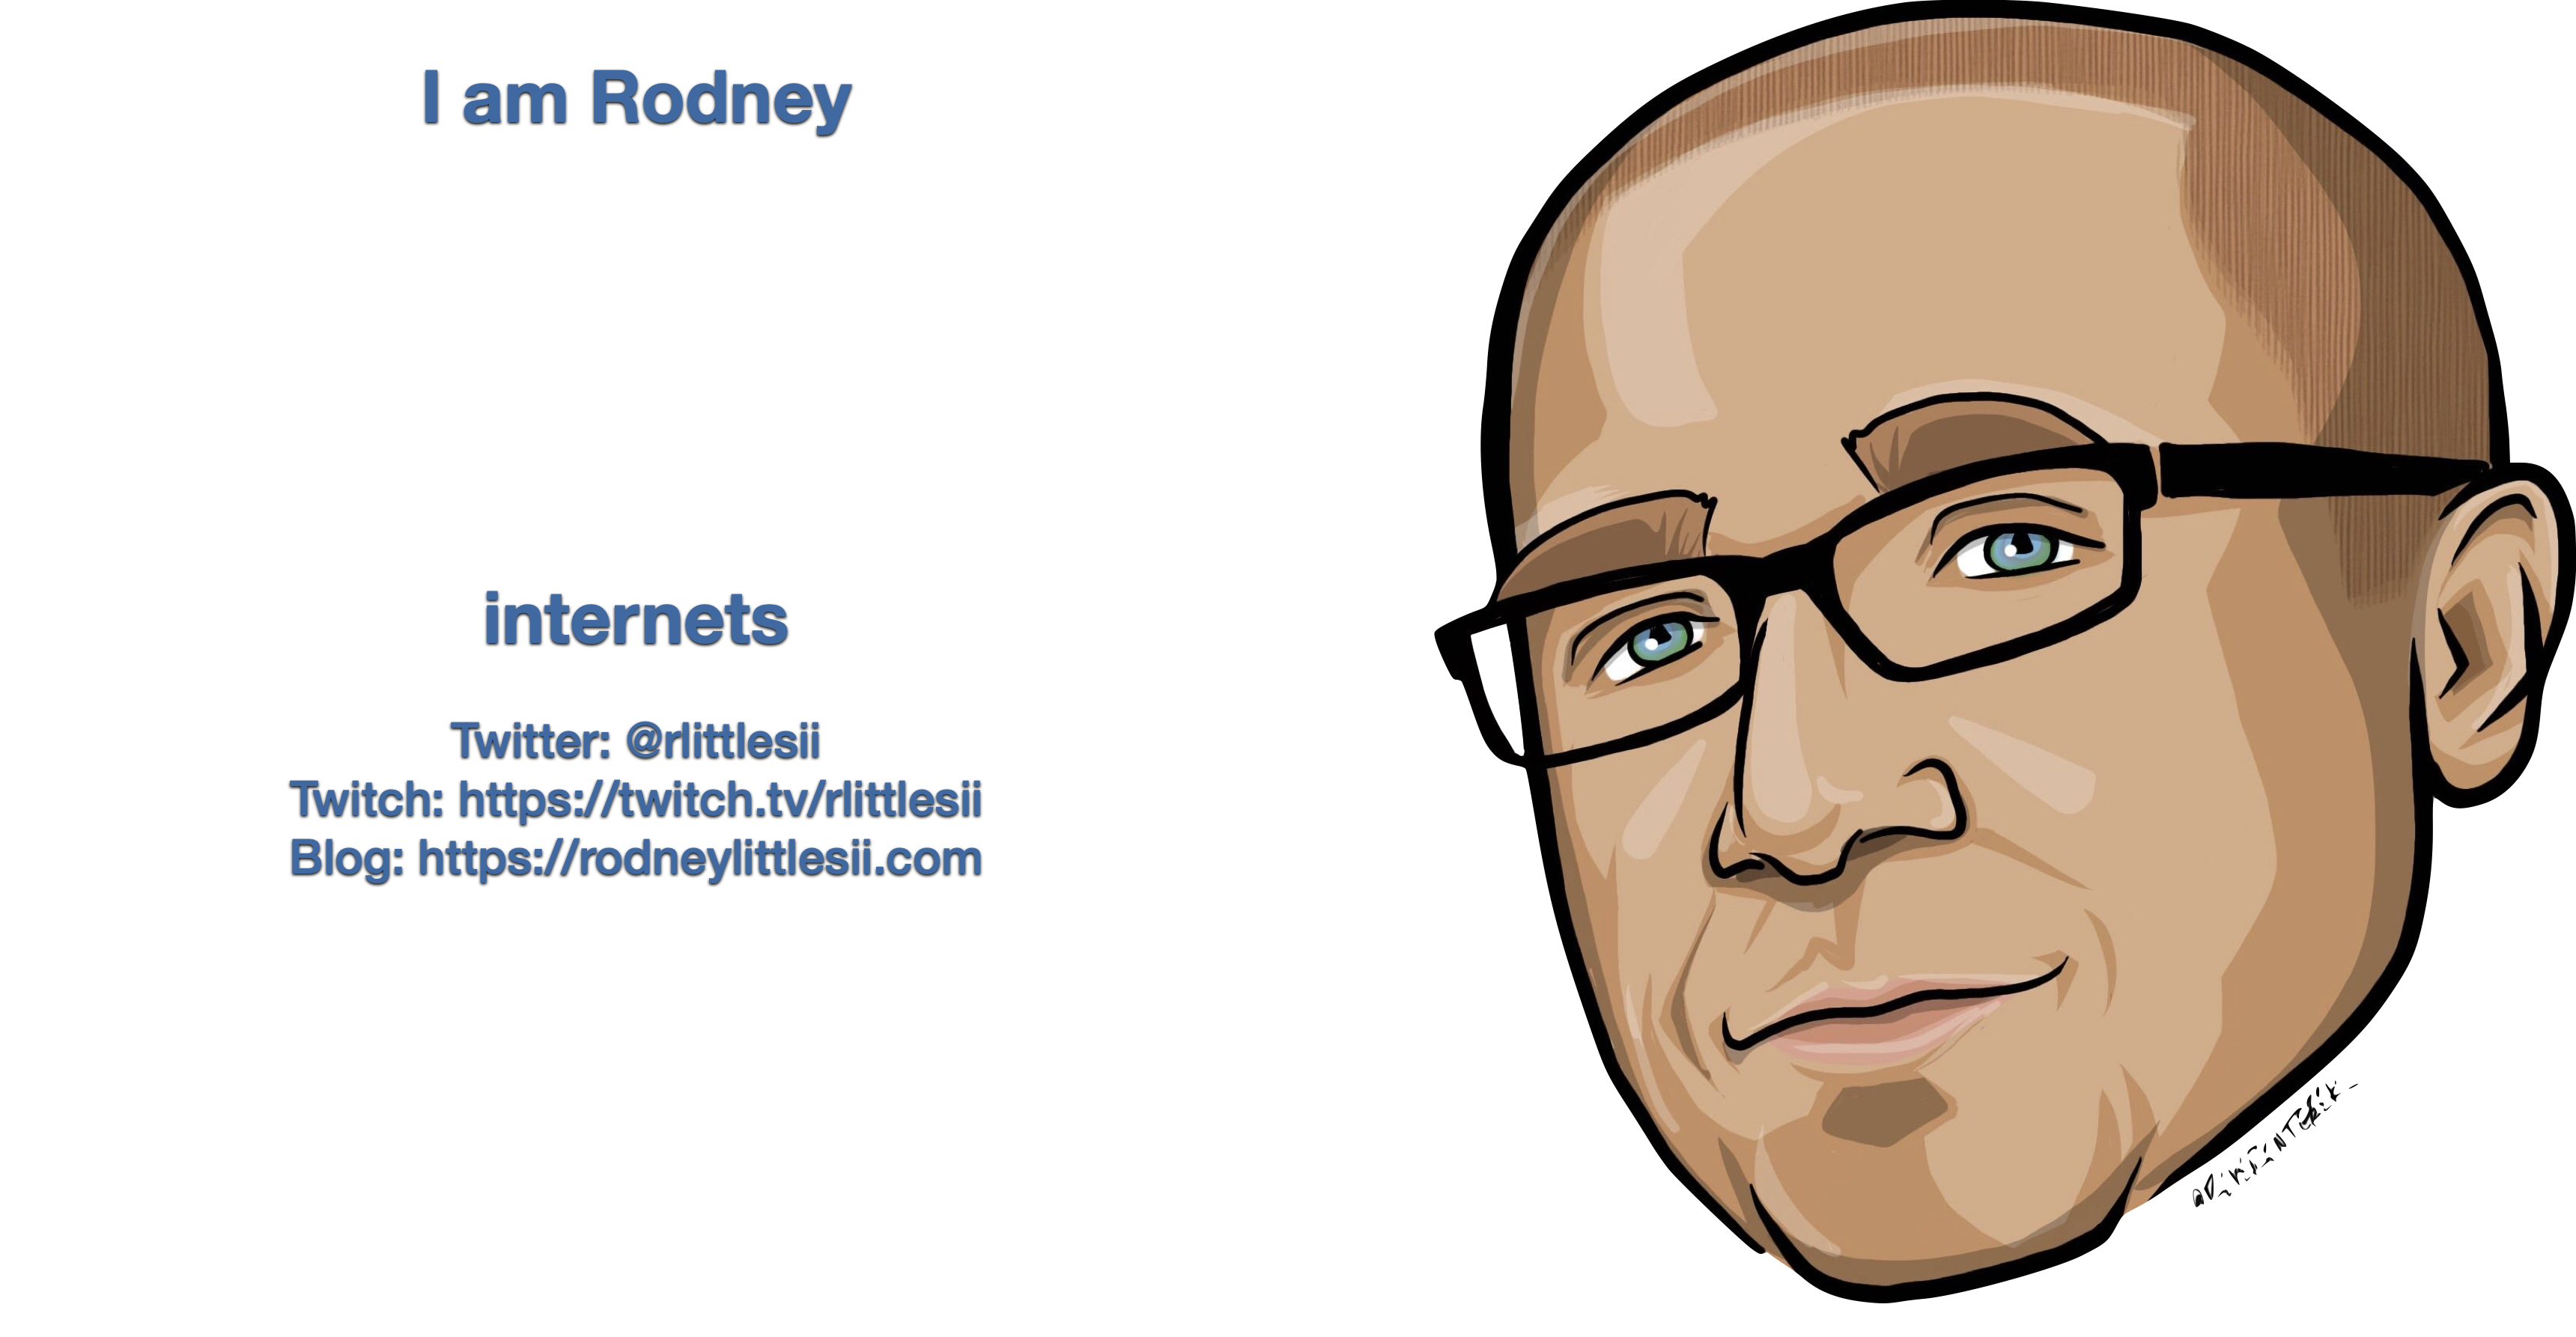 I am Rodney
internets
Twitter: @rlittlesii
Twitch: https://twitch.tv/rlittlesii
Blog: https://rodneylittlesii.com